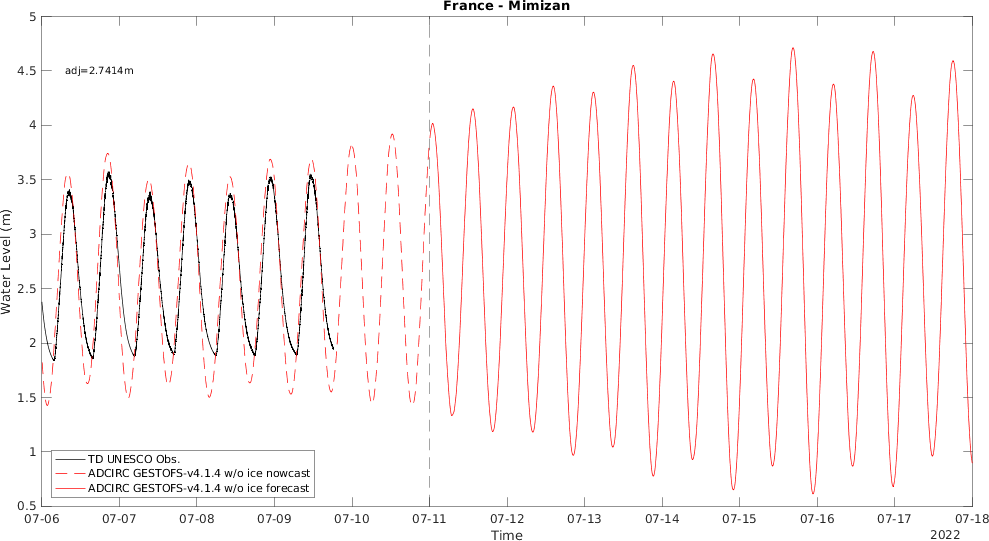 France - Mimizan
5
4.5
4
3.5
3
2.5
2
1.5
1
0.5
Water Level (m)
adj=2.7414m
TD UNESCO Obs.
ADCIRC GESTOFS-v4.1.4 w/o ice nowcast
ADCIRC GESTOFS-v4.1.4 w/o ice forecast
07-06 07-07 07-08 07-09 07-10 07-11 07-12 07-13 07-14 07-15 07-16 07-17 07-18
Time
2022